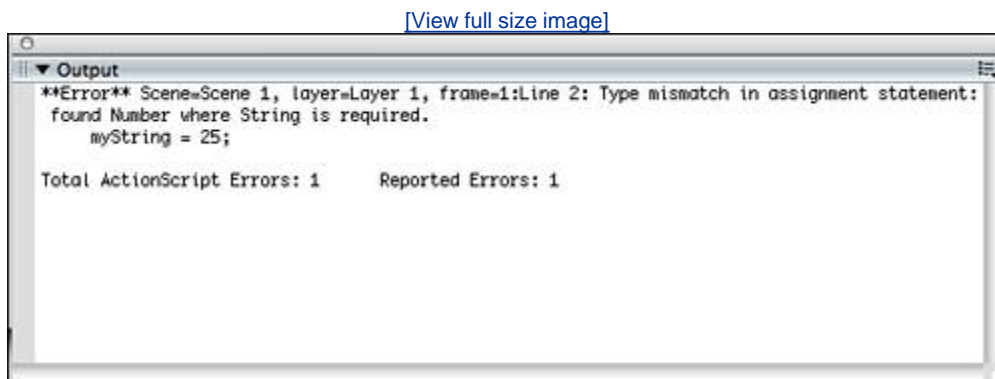 [View full size image]
Output
**Error** Scene=Scene 1, layer=Layer 1, frame=1:Line 2: Type mismatch in assignment statement:
found Number where String is required.
myString = 25;
Total ActionScript Errors: 1 Reported Errors: 1